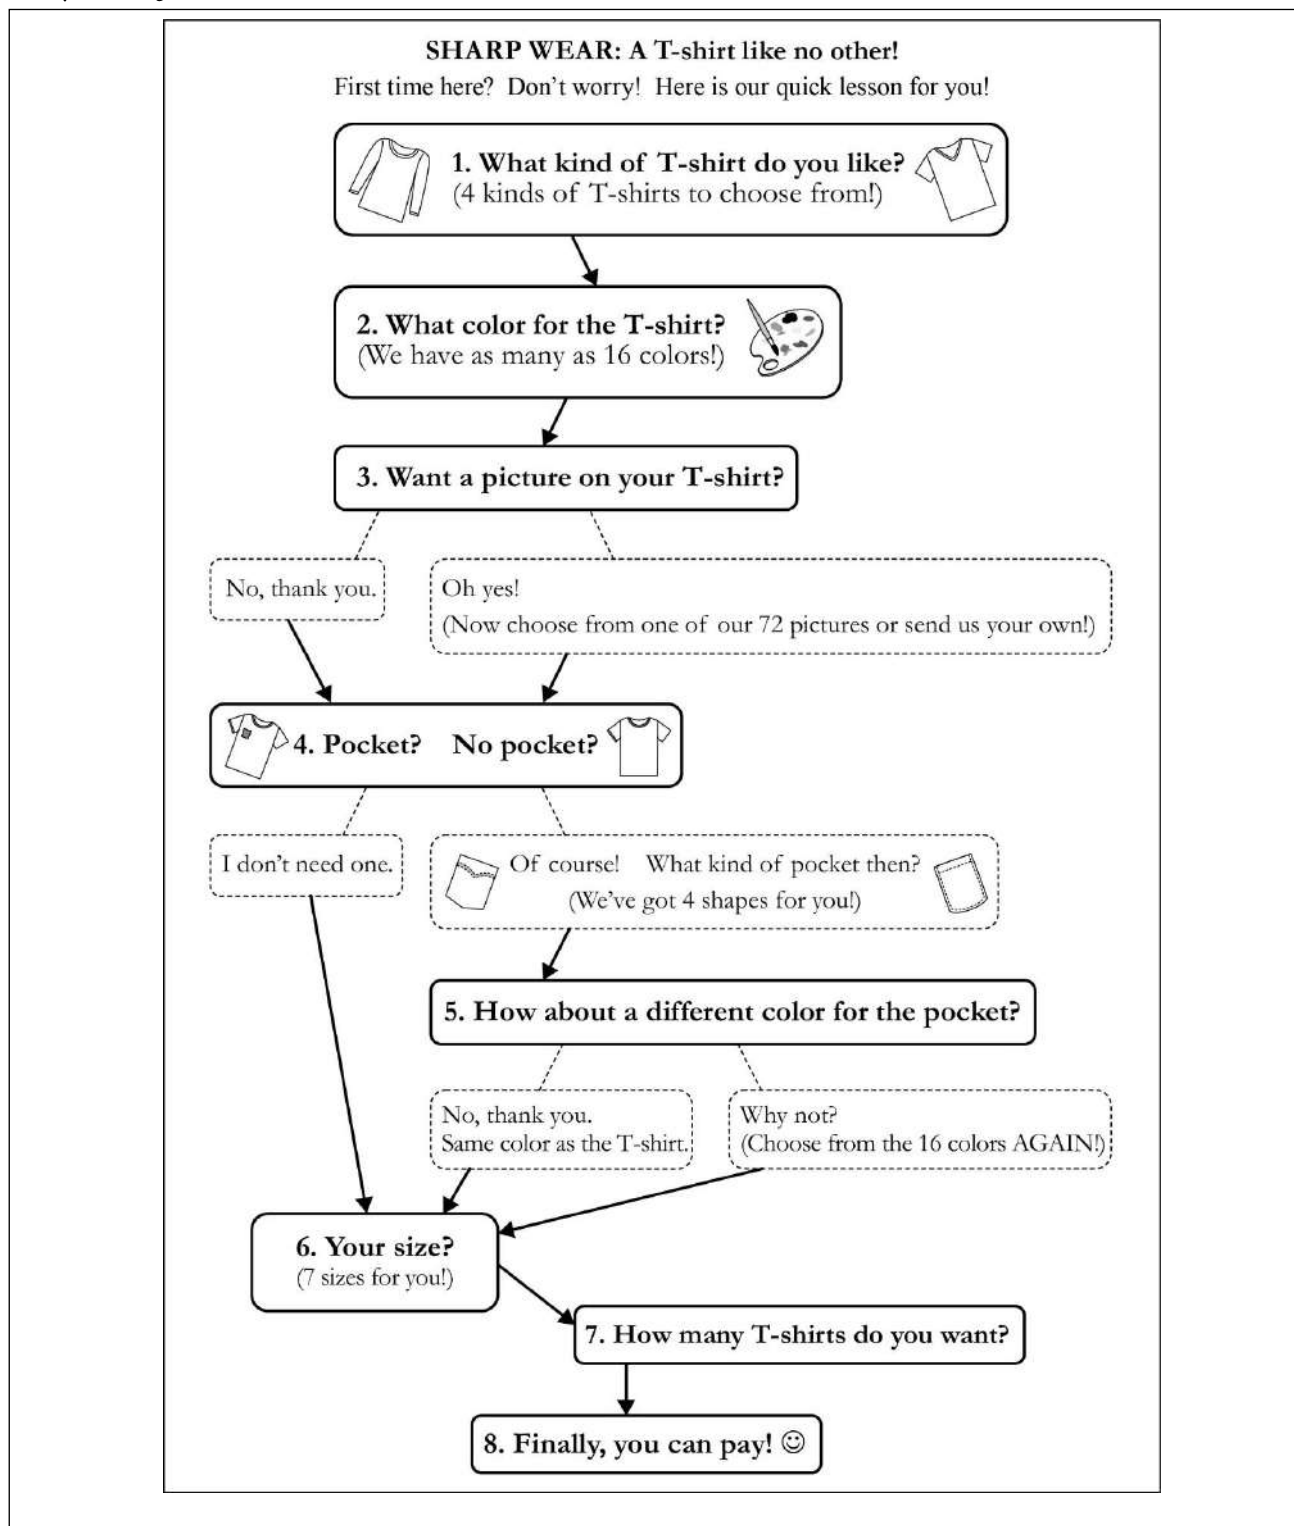 SHARP WEAR: A T-shirt like no other!
First time here? Don't worry! Here is our quick lesson for you!
1. What kind of T-shirt do you like?
(4 kinds of T-shirts to choose from!)
2. What color for the T-shirt?
(We have as many as 16 colors!)
3. Want a picture on your T-shirt?
No, thank you.
Oh yes!
(Now choose from one of our 72 pictures or send us your own!)
4. Pocket? No pocket?
I don't need one.
Of course! What kind of pocket then?
(We've got 4 shapes for you!)
5. How about a different color for the pocket?
No, thank you.
Same color as the T-shirt.
Why not?
(Choose from the 16 colors AGAIN!)
6. Your size?
(7 sizes for you!)
7. How many T-shirts do you want?
8. Finally, you can pay! ☺